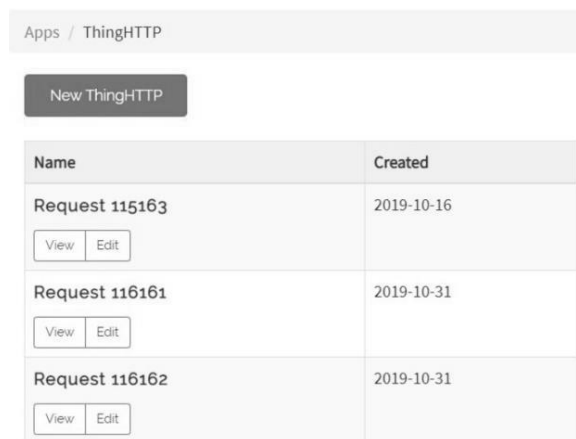 Apps / ThingHTTP
New ThingHTTP
Name Created
Request 115163 2019-10-16
View Edit
Request 116161 2019-10-31
View Edit
Request 116162 2019-10-31
View Edit